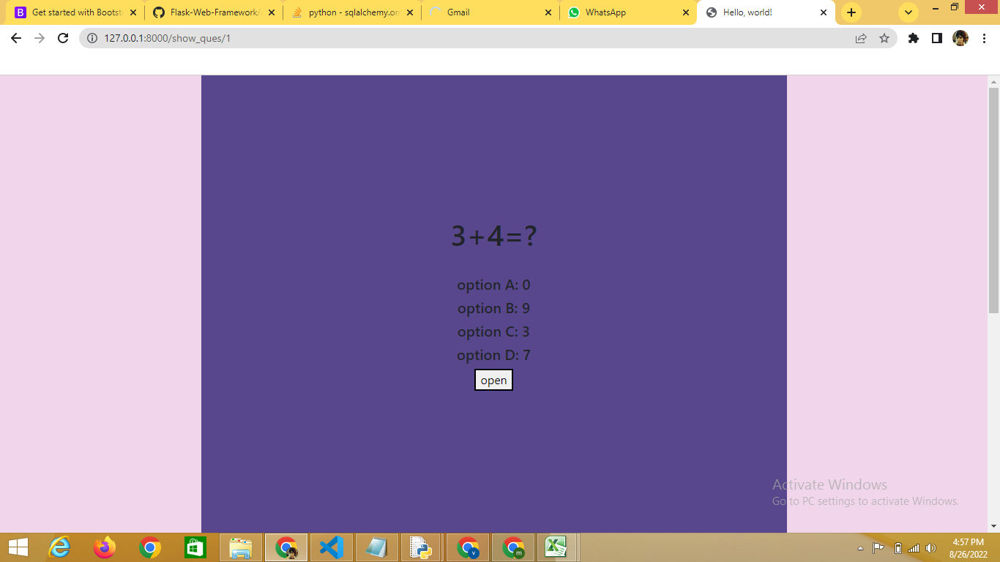 Get started with Bootst
Flask-Web-Framework/
python - sqlalchemy.or
Gmail
WhatsApp
Hello, world!
127.0.0.1:8000/show_ques/1
3+4=?
option A: 0
option B: 9
option C: 3
option D: 7
open
Activate Windows
Go to PC settings to activate Windows.
4:57 PM
8/26/2022